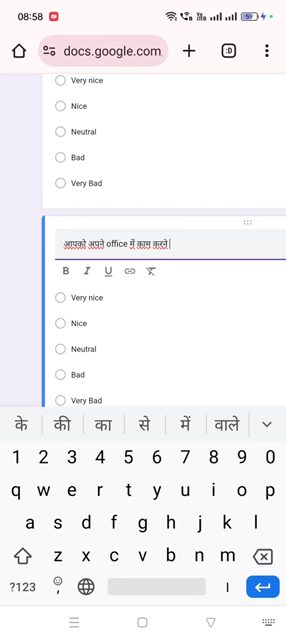 08:58
docs.google.com
:D
Very nice
Nice
Neutral
Bad
Very Bad
आपको अपने office में काम करने
B I U
Very nice
Nice
Neutral
Bad
Very Bad
के की का से में वाले
1 2 3 4 5 6 7 8 9 0
q w e r t y u i o p
a s d f g h j k l
z x c v b n m
?123 , ।